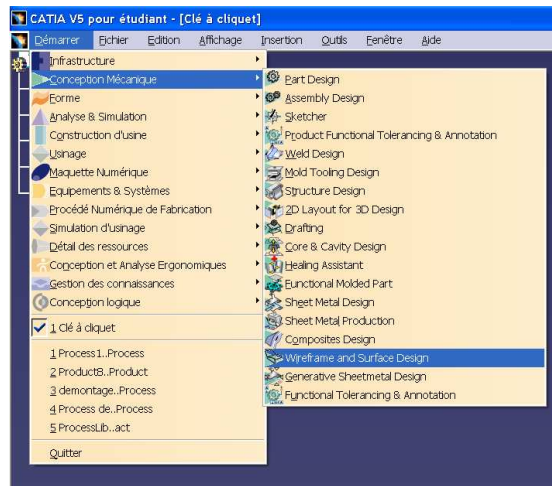 CATIA V5 pour étudiant - [Clé à cliquet]
Démarrer Fichier Edition Affichage Insertion Outils Fenêtre Aide
Infrastructure
Conception Mécanique
Forme
Analyse & Simulation
Construction d'usine
Usinage
Maquette Numérique
Equipements & Systèmes
Procédé Numérique de Fabrication
Simulation d'usinage
Détail des ressources
Conception et Analyse Ergonomiques
Gestion des connaissances
Conception logique
1 Clé à cliquet
1 Process1..Process
2 Product8..Product
3 demontage..Process
4 Process de..Process
5 ProcessLib..act
Quitter
Part Design
Assembly Design
Sketcher
Product Functional Tolerancing & Annotation
Weld Design
Mold Tooling Design
Structure Design
2D Layout for 3D Design
Drafting
Core & Cavity Design
Healing Assistant
Functional Molded Part
Sheet Metal Design
Sheet Metal Production
Composites Design
Wireframe and Surface Design
Generative Sheetmetal Design
Functional Tolerancing & Annotation